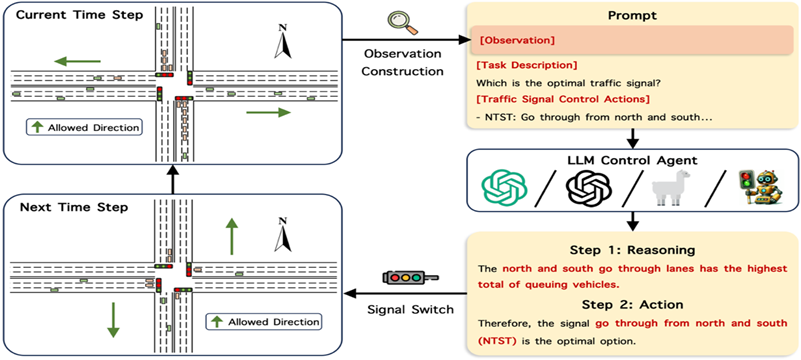 Current Time Step
N
Allowed Direction
Observation
Construction
Prompt
[Observation]
[Task Description]
Which is the optimal traffic signal?
[Traffic Signal Control Actions]
- NTST: Go through from north and south...
LLM Control Agent
Step 1: Reasoning
The north and south go through lanes has the highest
total of queuing vehicles.
Step 2: Action
Therefore, the signal go through from north and south
(NTST) is the optimal option.
Signal Switch
Next Time Step
N
Allowed Direction